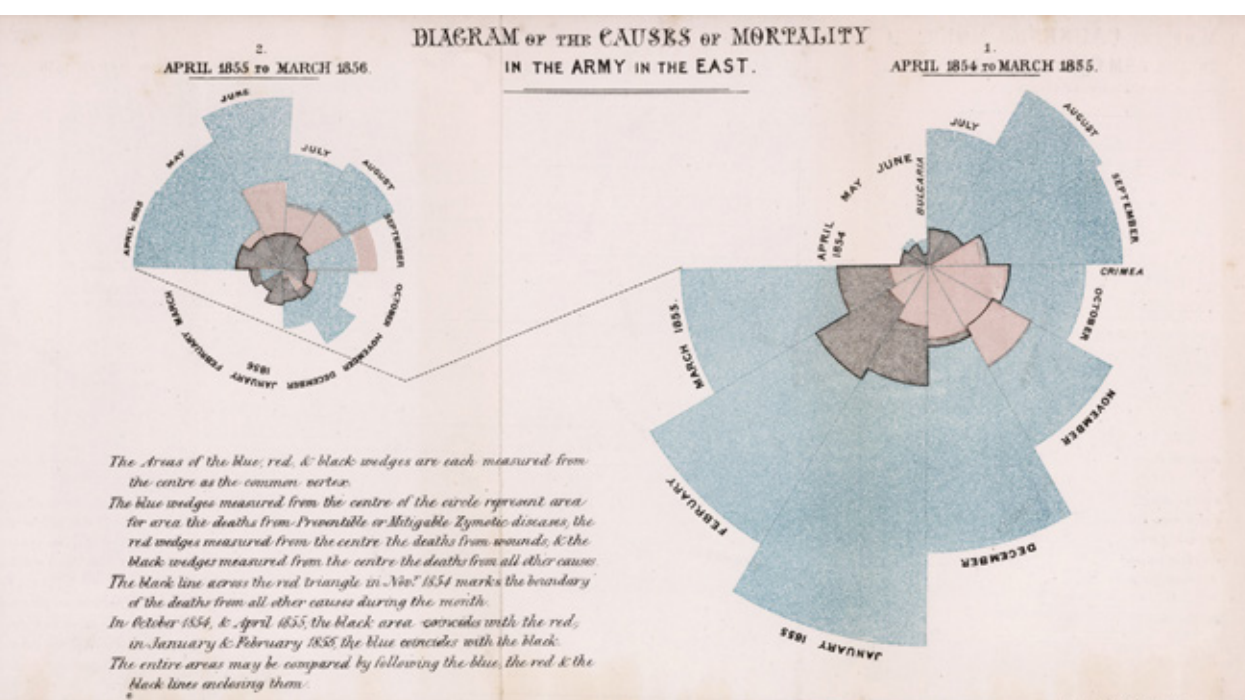 DIAGRAM OF THE CAUSES OF MORTALITY
IN THE ARMY IN THE EAST.
2.
APRIL 1855 TO MARCH 1856.
JUNE
JULY
MAY
AUGUST
APRIL 1855
SEPTEMBER
OCTOBER
NOVEMBER
DECEMBER
JANUARY
1856
FEBRUARY
MARCH
1.
APRIL 1854 TO MARCH 1855.
JULY
AUGUST
JUNE
MAY
BULGARIA
SEPTEMBER
APRIL
1854
CRIMEA
OCTOBER
NOVEMBER
DECEMBER
JANUARY 1855
FEBRUARY
MARCH 1855.
The Areas of the blue, red, & black wedges are each measured from
the centre as the common vertex.
The blue wedges measured from the centre of the circle represent area
for area the deaths from Preventible or Mitigable Zymotic diseases, the
red wedges measured from the centre the deaths from wounds, & the
black wedges measured from the centre the deaths from all other causes.
The black line across the red triangle in Novr. 1854 marks the boundary
of the deaths from all other causes during the month.
In October 1854, & April 1855, the black area coincides with the red,
in January & February 1856, the blue coincides with the black.
The entire areas may be compared by following the blue, the red & the
black lines enclosing them.